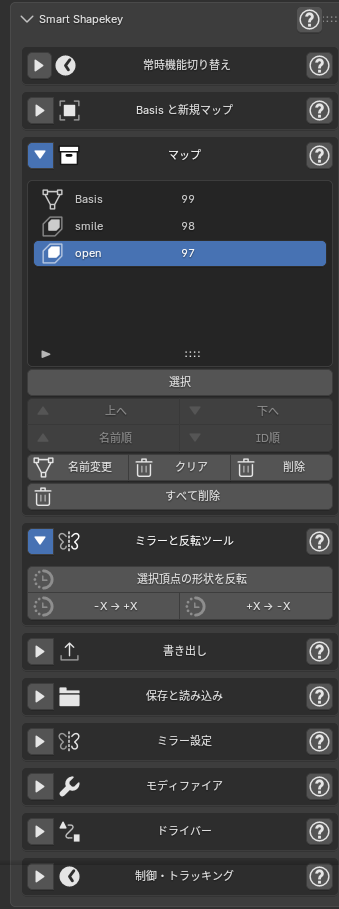 Smart Shapekey
常時機能切り替え
Basis と新規マップ
マップ
Basis 99
smile 98
open 97
選択
上へ 下へ
名前順 ID順
名前変更 クリア 削除
すべて削除
ミラーと反転ツール
選択頂点の形状を反転
-X → +X +X → -X
書き出し
保存と読み込み
ミラー設定
モディファイア
ドライバー
制御・トラッキング